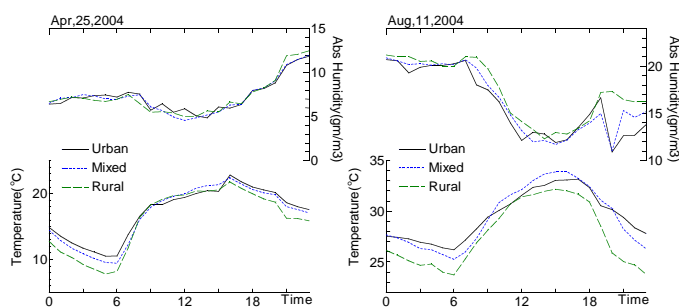 Apr,25,2004
Aug,11,2004
15
10
5
0
Abs Humidity(gm/m3)
20
15
10
Abs Humidity(gm/m3)
Urban
Mixed
Rural
Urban
Mixed
Rural
Temperature(°C)
20
10
Temperature(°C)
35
30
25
0 6 12 18 Time
0 6 12 18 Time